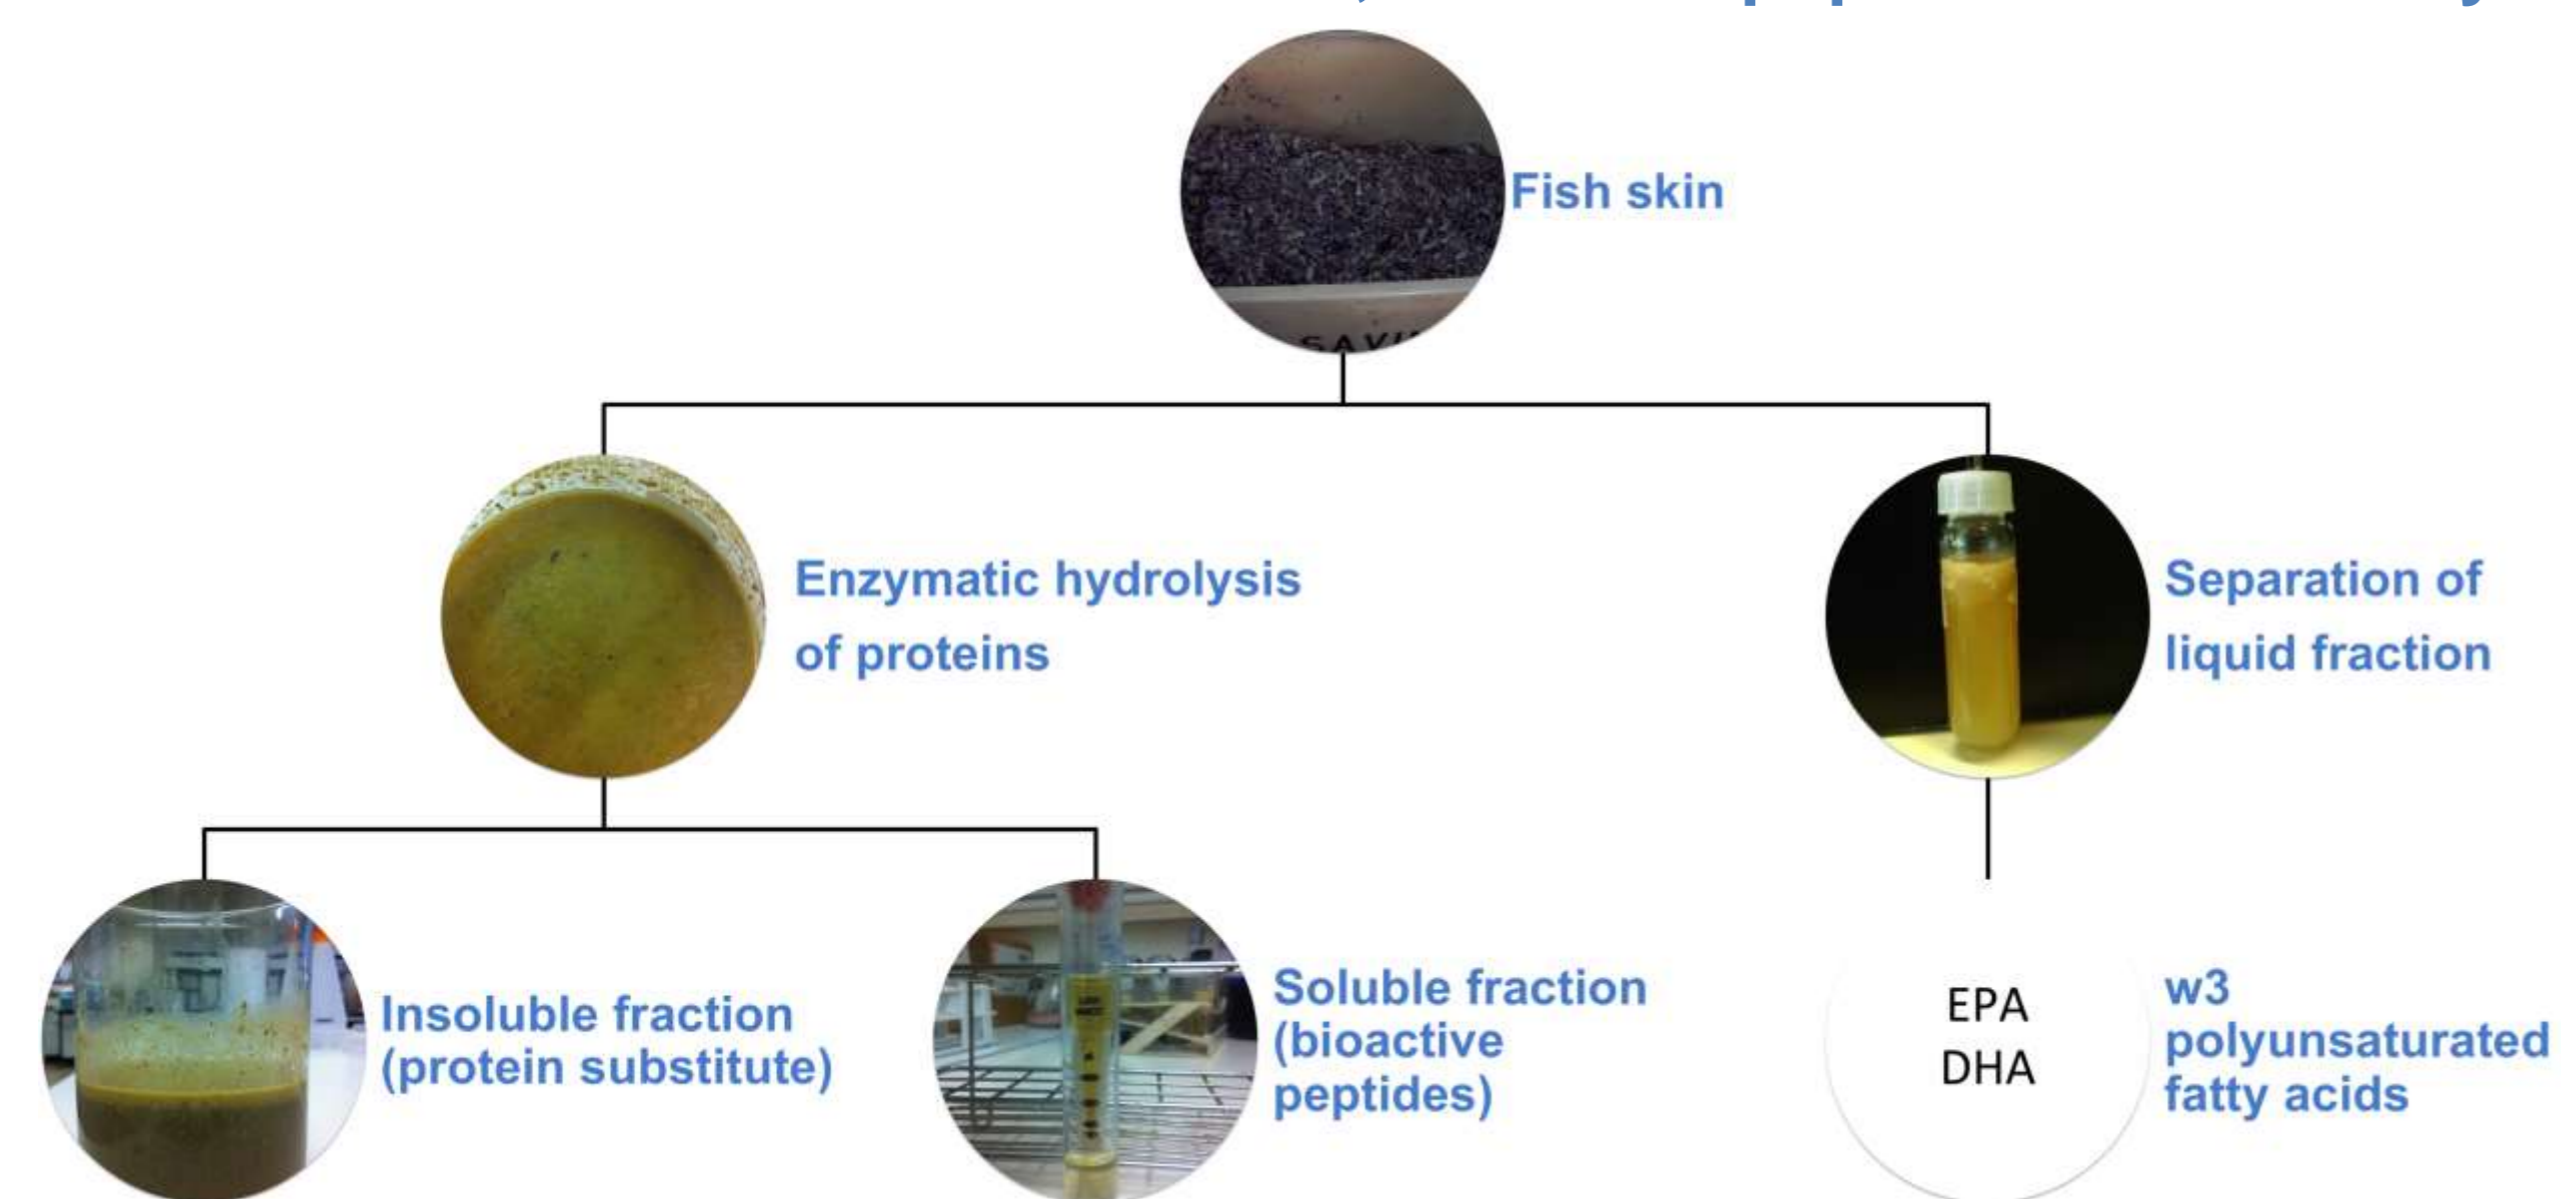 Fish skin
Enzymatic hydrolysis
of proteins
Separation of
liquid fraction
Insoluble fraction
(protein substitute)
Soluble fraction
(bioactive
peptides)
EPA
DHA
w3
polyunsaturated
fatty acids